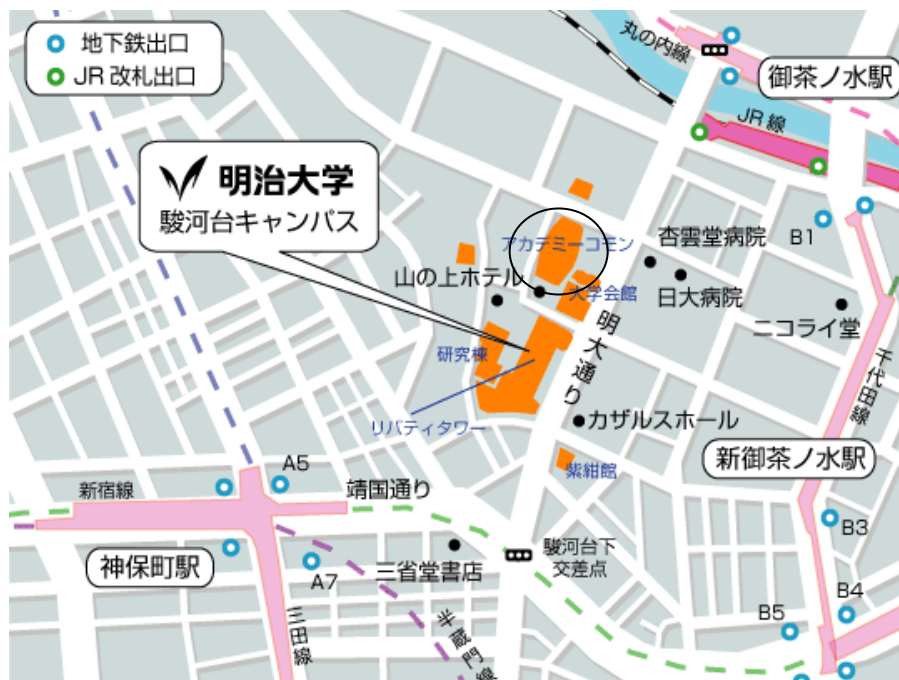 地下鉄出口
JR改札出口
丸の内線
御茶ノ水駅
JR線
明治大学
駿河台キャンパス
アカデミーコモン
杏雲堂病院
B1
山の上ホテル
大学会館
日大病院
ニコライ堂
明大通り
研究棟
千代田線
リバティタワー
カザルスホール
新御茶ノ水駅
紫紺館
A5
新宿線
靖国通り
B3
神保町駅
A7
三省堂書店
駿河台下
交差点
B4
B5
三田線
半蔵門線